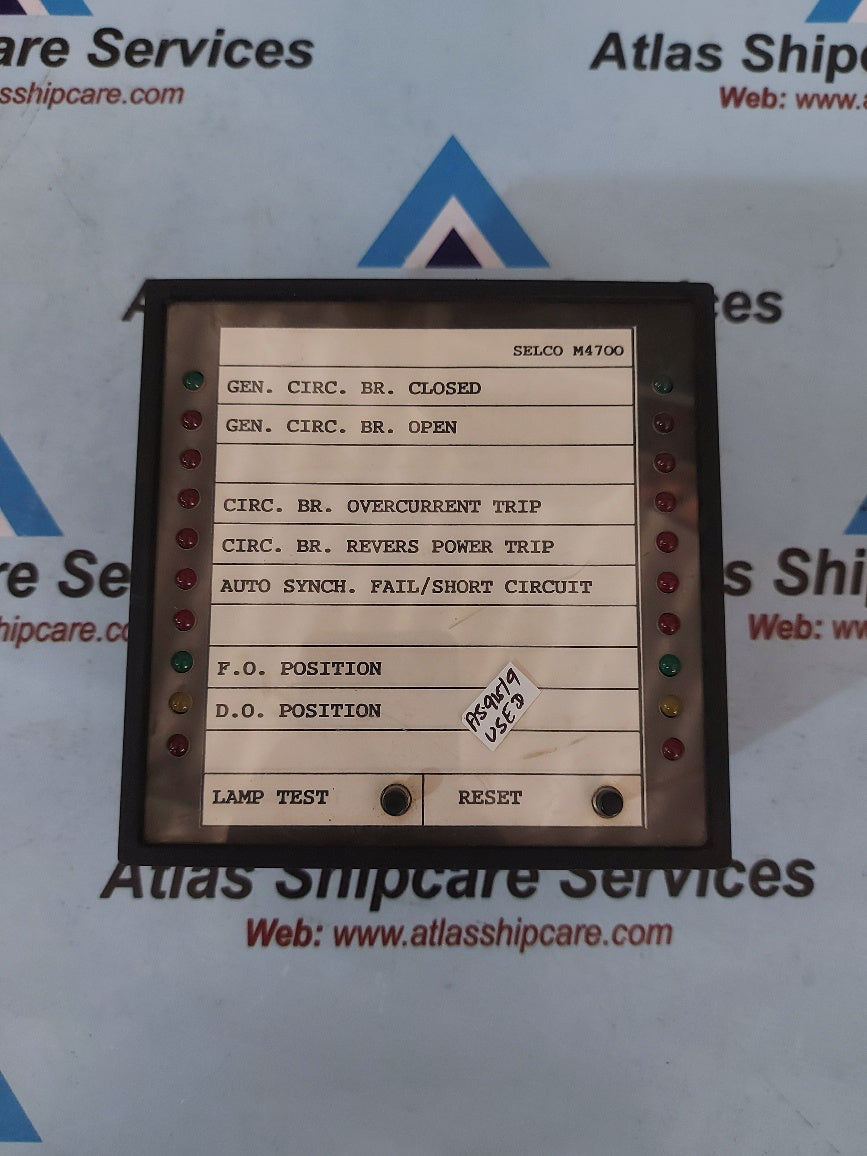 are Services
sshipcare.com
Atlas Shipc
Web: www.a
A
es
SELCO M4700
GEN. CIRC. BR. CLOSED
GEN. CIRC. BR. OPEN
CIRC. BR. OVERCURRENT TRIP
CIRC. BR. REVERS POWER TRIP
AUTO SYNCH. FAIL/SHORT CIRCUIT
F.O. POSITION
D.O. POSITION
USED
LAMP TEST
RESET
re Se
hipcare.co
s Shi
Web: ww
Atlas Shipcare Services
Web: www.atlasshipcare.com